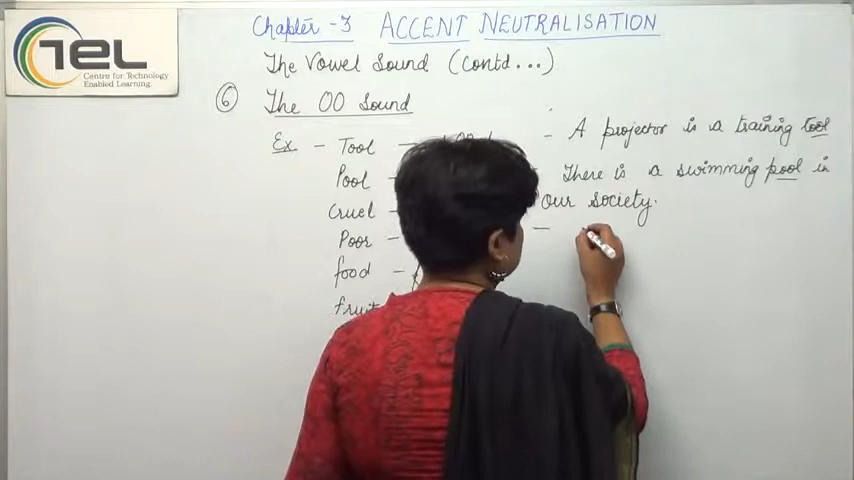 TEL
Centre for Technology
Enabled Learning
Chapter - 3 ACCENT NEUTRALISATION
The Vowel Sound (contd...)
6 The OO Sound
Ex - Tool -
Pool -
Cruel -
Poor -
food -
fruit
- A projector is a training tool
There is a swimming pool in
our society.
-